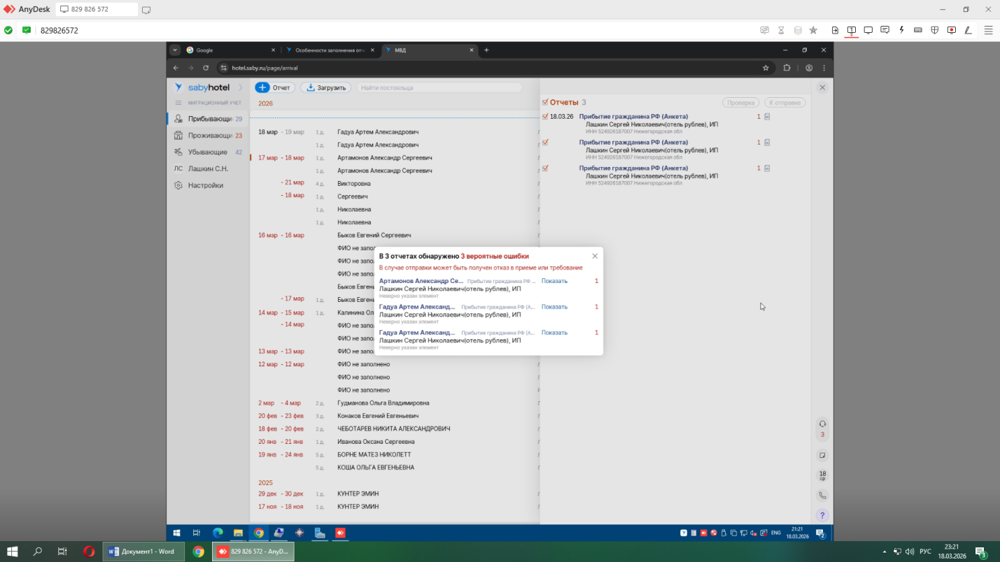 AnyDesk
829 826 572
829826572
Google
Особенности заполнения отч
МВД
hotel.saby.ru/page/arrival
sabyhotel
МИГРАЦИОННЫЙ УЧЕТ
Прибывающи 29
Проживающи 23
Убывающие 42
ЛС Лашкин С.Н.
Настройки
Отчет
Загрузить
Найти постояльца
2026
18 мар - 19 мар 1 д. Гадуа Артем Александрович
1 д. Гадуа Артем Александрович
17 мар - 18 мар 1 д. Артамонов Александр Сергеевич
1 д. Артамонов Александр Сергеевич
- 21 мар 4 д. Викторовна
- 18 мар 1 д. Сергеевич
1 д. Николаевна
1 д. Николаевна
16 мар - 16 мар Быков Евгений Сергеевич
ФИО не запо
ФИО не запо
ФИО не запо
Быков Евген
- 17 мар 1 д. Быков Евген
14 мар - 15 мар 1 д. Калинина Ол
- 14 мар ФИО не запо
ФИО не запо
13 мар - 13 мар ФИО не запо
12 мар - 12 мар ФИО не заполнено
ФИО не заполнено
ФИО не заполнено
2 мар - 4 мар 2 д. Гудманова Ольга Владимировна
20 фев - 23 фев 3 д. Конаков Евгений Евгеньевич
18 фев - 20 фев 2 д. ЧЕБОТАРЕВ НИКИТА АЛЕКСАНДРОВИЧ
20 янв - 21 янв 1 д. Иванова Оксана Сергеевна
19 янв - 24 янв 5 д. БОРНЕ МАТЕЗ НИКОЛЕТТ
5 д. КОША ОЛЬГА ЕВГЕНЬЕВНА
2025
29 дек - 30 дек 1 д. КУНТЕР ЭМИН
17 ноя - 18 ноя 1 д. КУНТЕР ЭМИН
Отчеты 3
Проверка
К отправке
18.03.26 Прибытие гражданина РФ (Анкета) 1
Лашкин Сергей Николаевич(отель рублев), ИП
ИНН 524926187007 Нижегородская обл
Прибытие гражданина РФ (Анкета) 1
Лашкин Сергей Николаевич(отель рублев), ИП
ИНН 524926187007 Нижегородская обл
Прибытие гражданина РФ (Анкета) 1
Лашкин Сергей Николаевич(отель рублев), ИП
ИНН 524926187007 Нижегородская обл
В 3 отчетах обнаружено 3 вероятные ошибки
В случае отправки может быть получен отказ в приеме или требование
Артамонов Александр Се... Прибытие гражданина РФ ... Показать 1
Лашкин Сергей Николаевич(отель рублев), ИП
Неверно указан элемент
Гадуа Артем Александ... Прибытие гражданина РФ (А... Показать 1
Лашкин Сергей Николаевич(отель рублев), ИП
Неверно указан элемент
Гадуа Артем Александ... Прибытие гражданина РФ (А... Показать 1
Лашкин Сергей Николаевич(отель рублев), ИП
Неверно указан элемент
3
18
ср
?
ENG
21:21
18.03.2026
2
Документ1 - Word
829 826 572 - AnyD...
РУС
23:21
18.03.2026
3